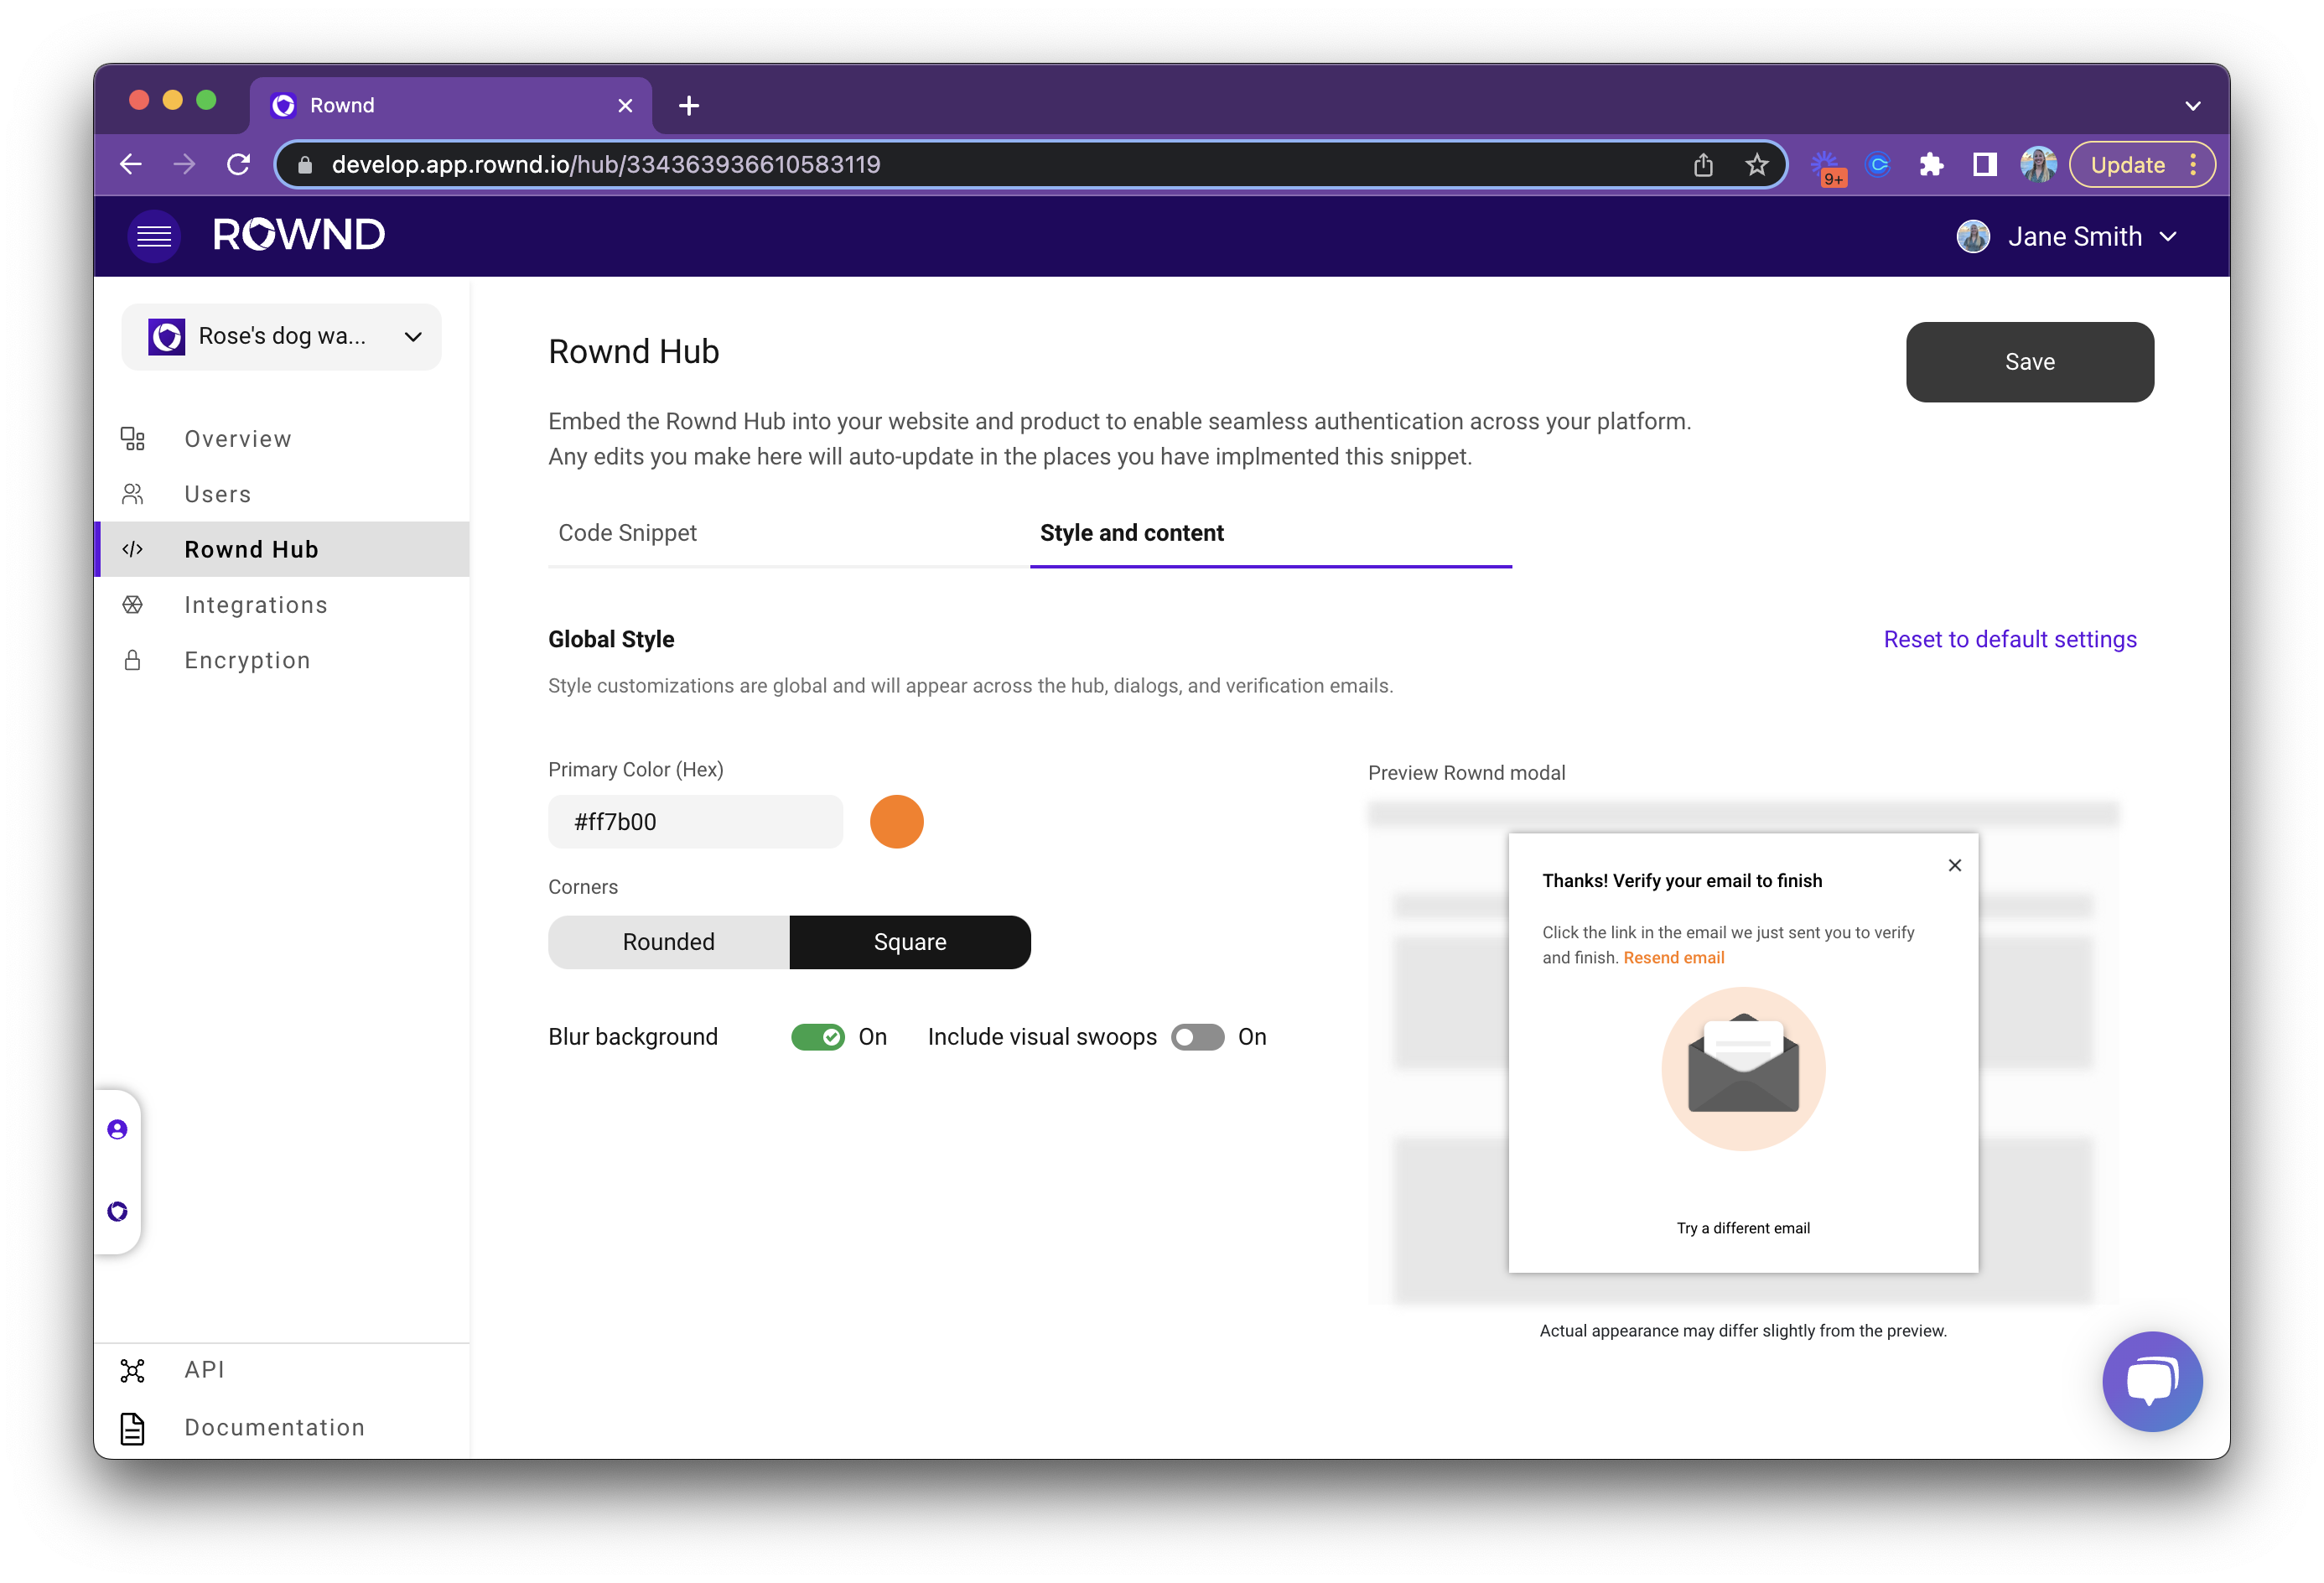 Rownd
develop.app.rownd.io/hub/334363936610583119
9+
Update
ROWND
Jane Smith
Rose's dog wa...
Overview
Users
Rownd Hub
Integrations
Encryption
API
Documentation
Rownd Hub
Save
Embed the Rownd Hub into your website and product to enable seamless authentication across your platform.
Any edits you make here will auto-update in the places you have implmented this snippet.
Code Snippet
Style and content
Global Style
Reset to default settings
Style customizations are global and will appear across the hub, dialogs, and verification emails.
Primary Color (Hex)
#ff7b00
Corners
Rounded
Square
Blur background
On
Include visual swoops
On
Preview Rownd modal
Thanks! Verify your email to finish
Click the link in the email we just sent you to verify
and finish. Resend email
Try a different email
Actual appearance may differ slightly from the preview.